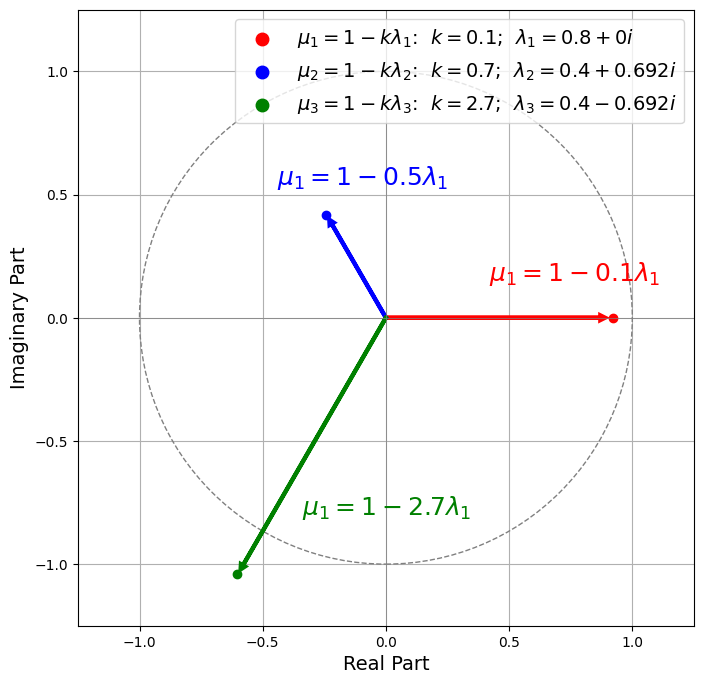 μ₁ = 1 − kλ₁:  k = 0.1;  λ₁ = 0.8 + 0i
μ₂ = 1 − kλ₂:  k = 0.7;  λ₂ = 0.4 + 0.692i
μ₃ = 1 − kλ₃:  k = 2.7;  λ₃ = 0.4 − 0.692i
1.0
μ₁ = 1 − 0.5λ₁
0.5
μ₁ = 1 − 0.1λ₁
0.0
−0.5
μ₁ = 1 − 2.7λ₁
−1.0
−1.0
−0.5
0.0
0.5
1.0
Real Part
Imaginary Part